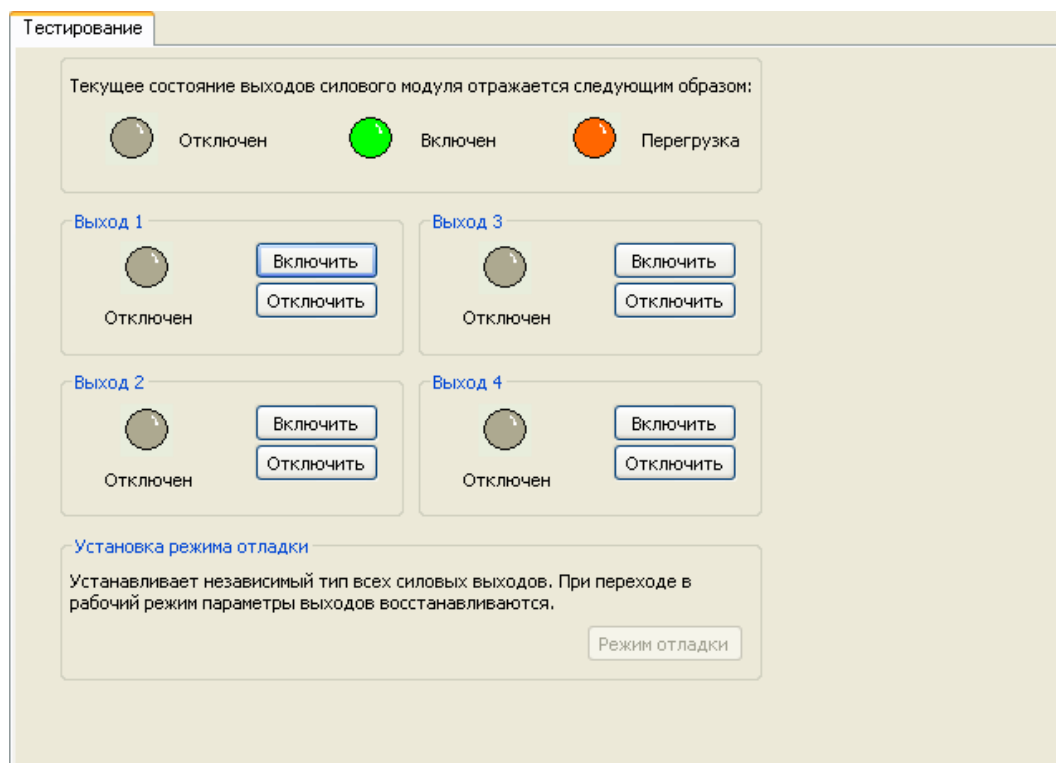 Тестирование
Текущее состояние выходов силового модуля отражается следующим образом:
Отключен
Включен
Перегрузка
Выход 1
Включить
Отключить
Отключен
Выход 3
Включить
Отключить
Отключен
Выход 2
Включить
Отключить
Отключен
Выход 4
Включить
Отключить
Отключен
Установка режима отладки
Устанавливает независимый тип всех силовых выходов. При переходе в
рабочий режим параметры выходов восстанавливаются.
Режим отладки